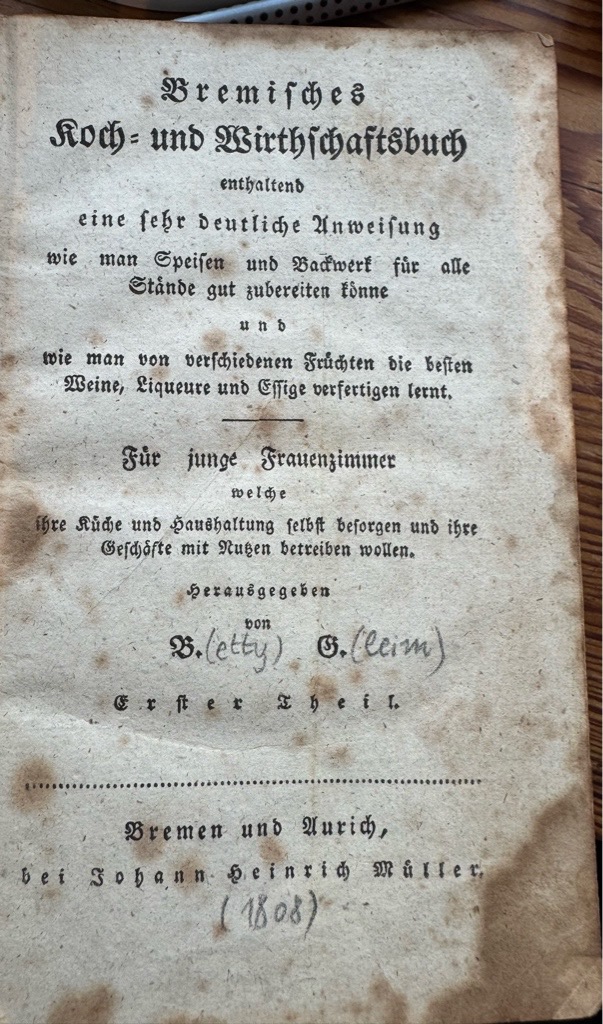 Bremiſches
Koch- und Wirthſchaftsbuch
enthaltend
eine ſehr deutliche Anweiſung
wie man Speiſen und Backwerk für alle
Stände gut zubereiten könne
und
wie man von verſchiedenen Früchten die beſten
Weine, Liqueure und Eſſige verfertigen lernt.
Für junge Frauenzimmer
welche
ihre Küche und Haushaltung ſelbſt beſorgen und ihre
Geſchäfte mit Nutzen betreiben wollen.
Herausgegeben
von
B.(etty) G.(leim)
Erſter Theil.
Bremen und Aurich,
bei Johann Heinrich Müller.
(1808)